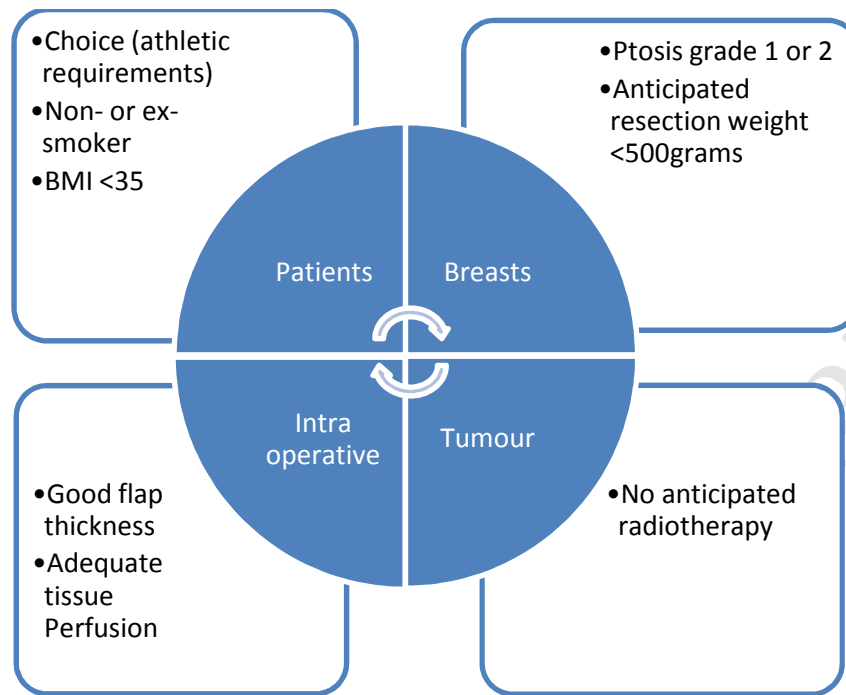 •Choice (athletic
requirements)
•Non- or ex-
smoker
•BMI <35
•Ptosis grade 1 or 2
•Anticipated
resection weight
<500grams
Patients
Breasts
Intra
operative
Tumour
•Good flap
thickness
•Adequate
tissue
Perfusion
•No anticipated
radiotherapy